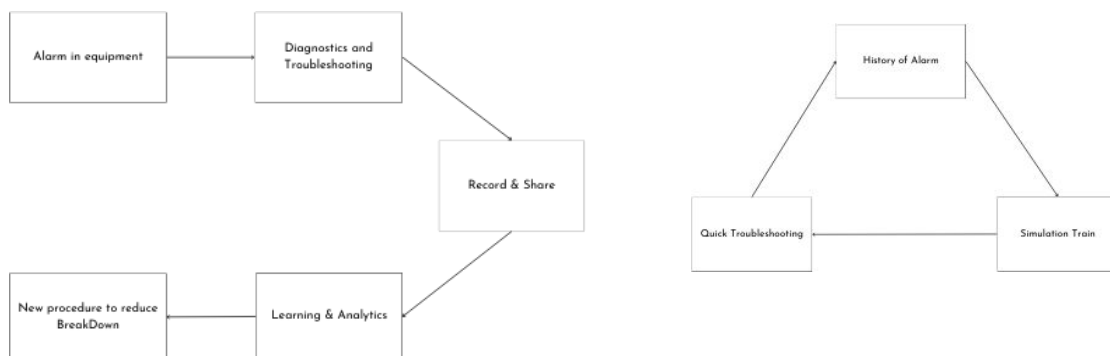 Alarm in equipment
Diagnostics and
Troubleshooting
Record & Share
Learning & Analytics
New procedure to reduce
BreakDown
History of Alarm
Simulation Train
Quick Troubleshooting